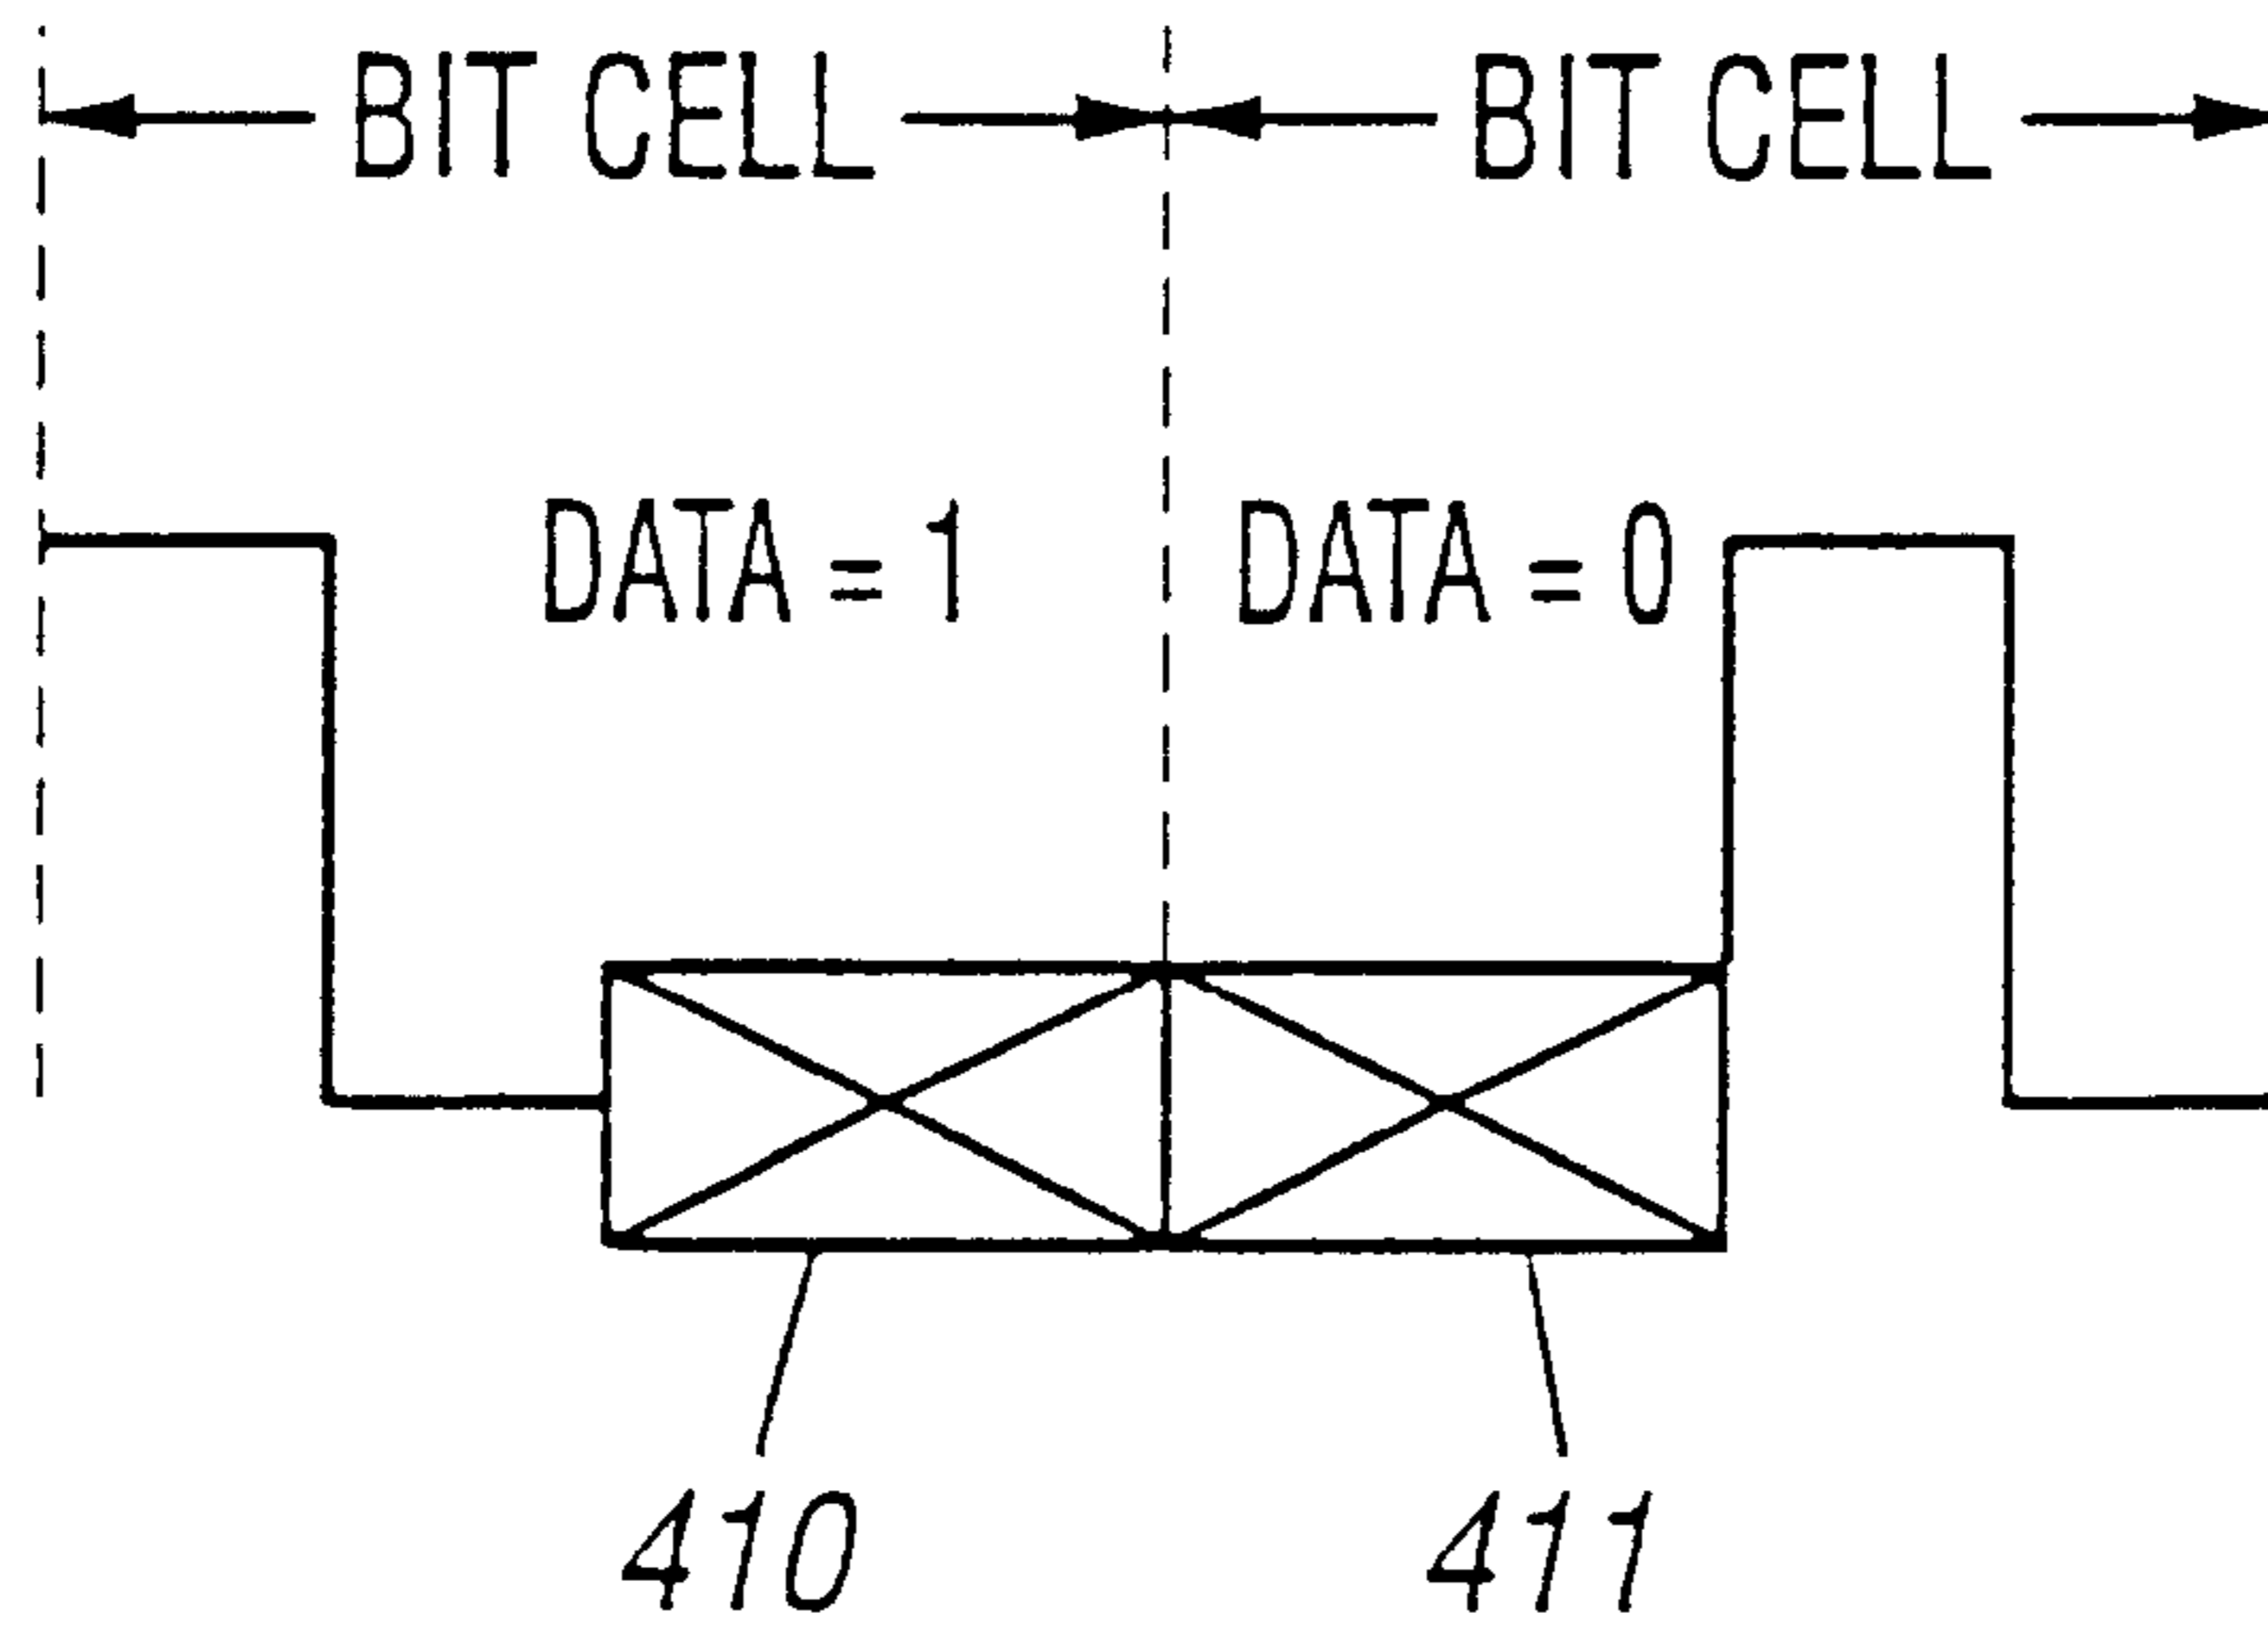 BIT CELL BIT CELL
DATA = 1 DATA = 0
410 411